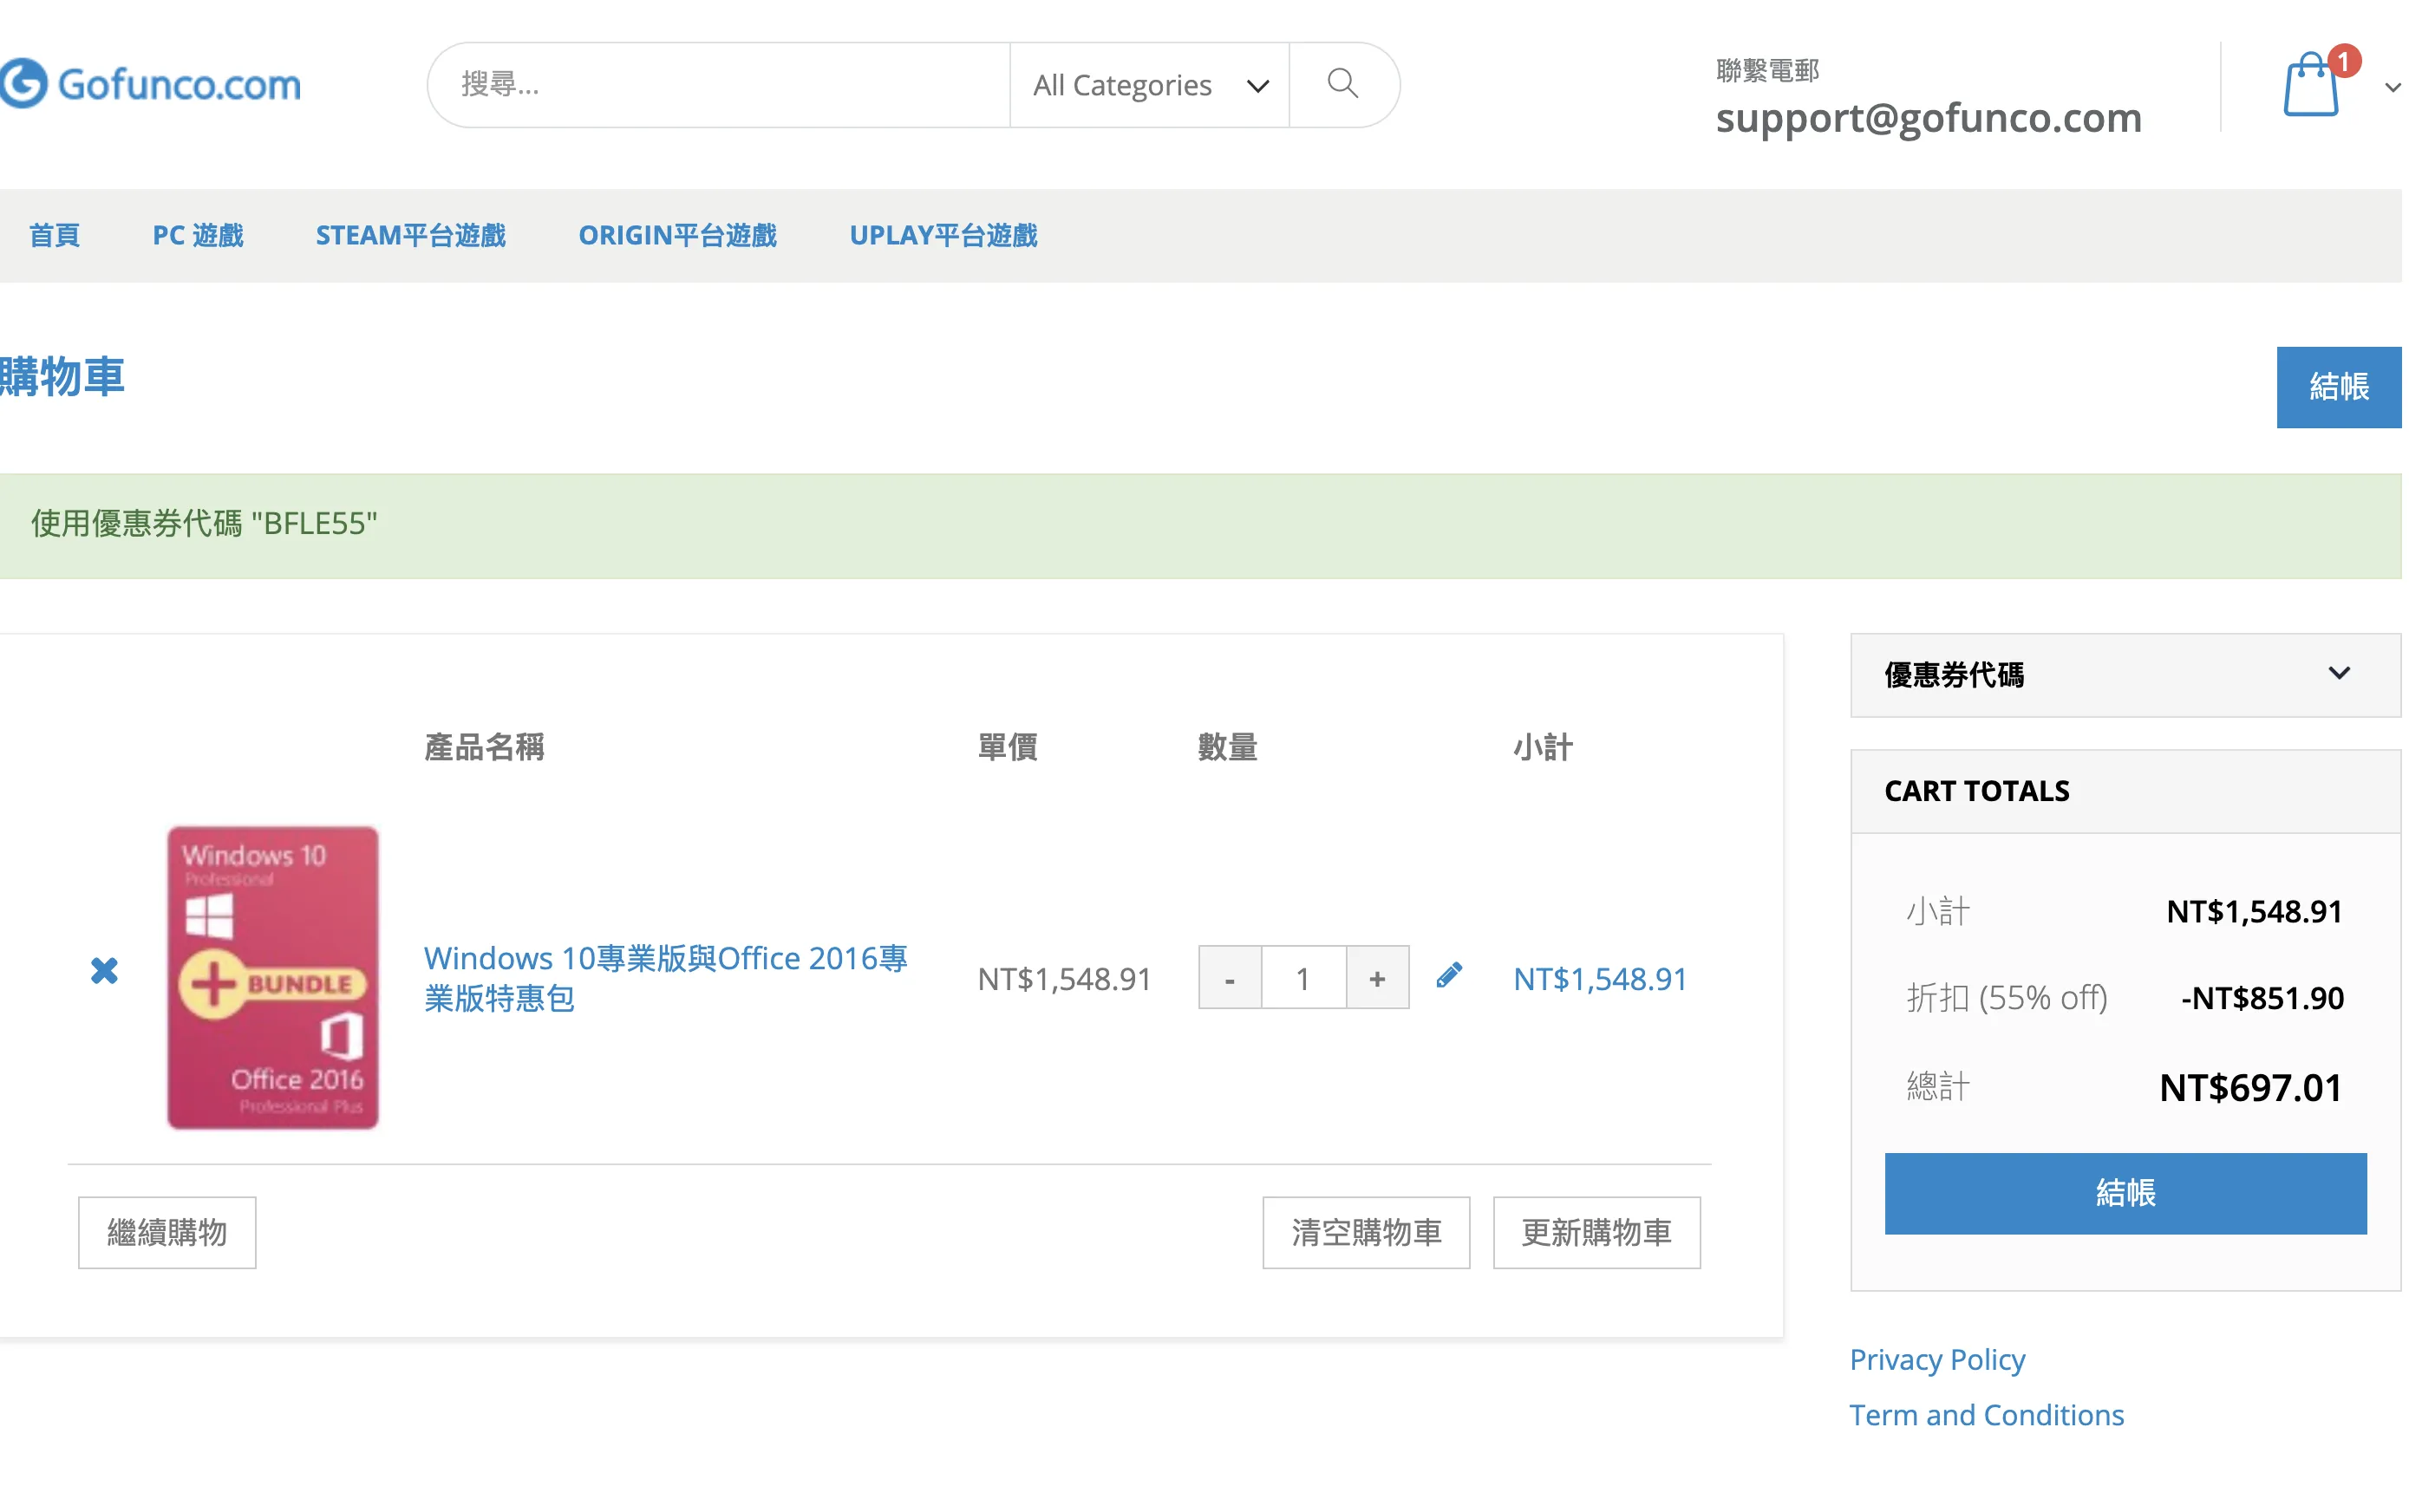 Gofunco.com
搜尋...
All Categories
聯繫電郵
support@gofunco.com
1
首頁
PC 遊戲
STEAM平台遊戲
ORIGIN平台遊戲
UPLAY平台遊戲
購物車
結帳
使用優惠券代碼 "BFLE55"
產品名稱
單價
數量
小計
Windows 10
Professional
BUNDLE
Office 2016
Professional Plus
Windows 10專業版與Office 2016專
業版特惠包
NT$1,548.91
-
1
+
NT$1,548.91
繼續購物
清空購物車
更新購物車
優惠券代碼
CART TOTALS
小計
NT$1,548.91
折扣 (55% off)
-NT$851.90
總計
NT$697.01
結帳
Privacy Policy
Term and Conditions